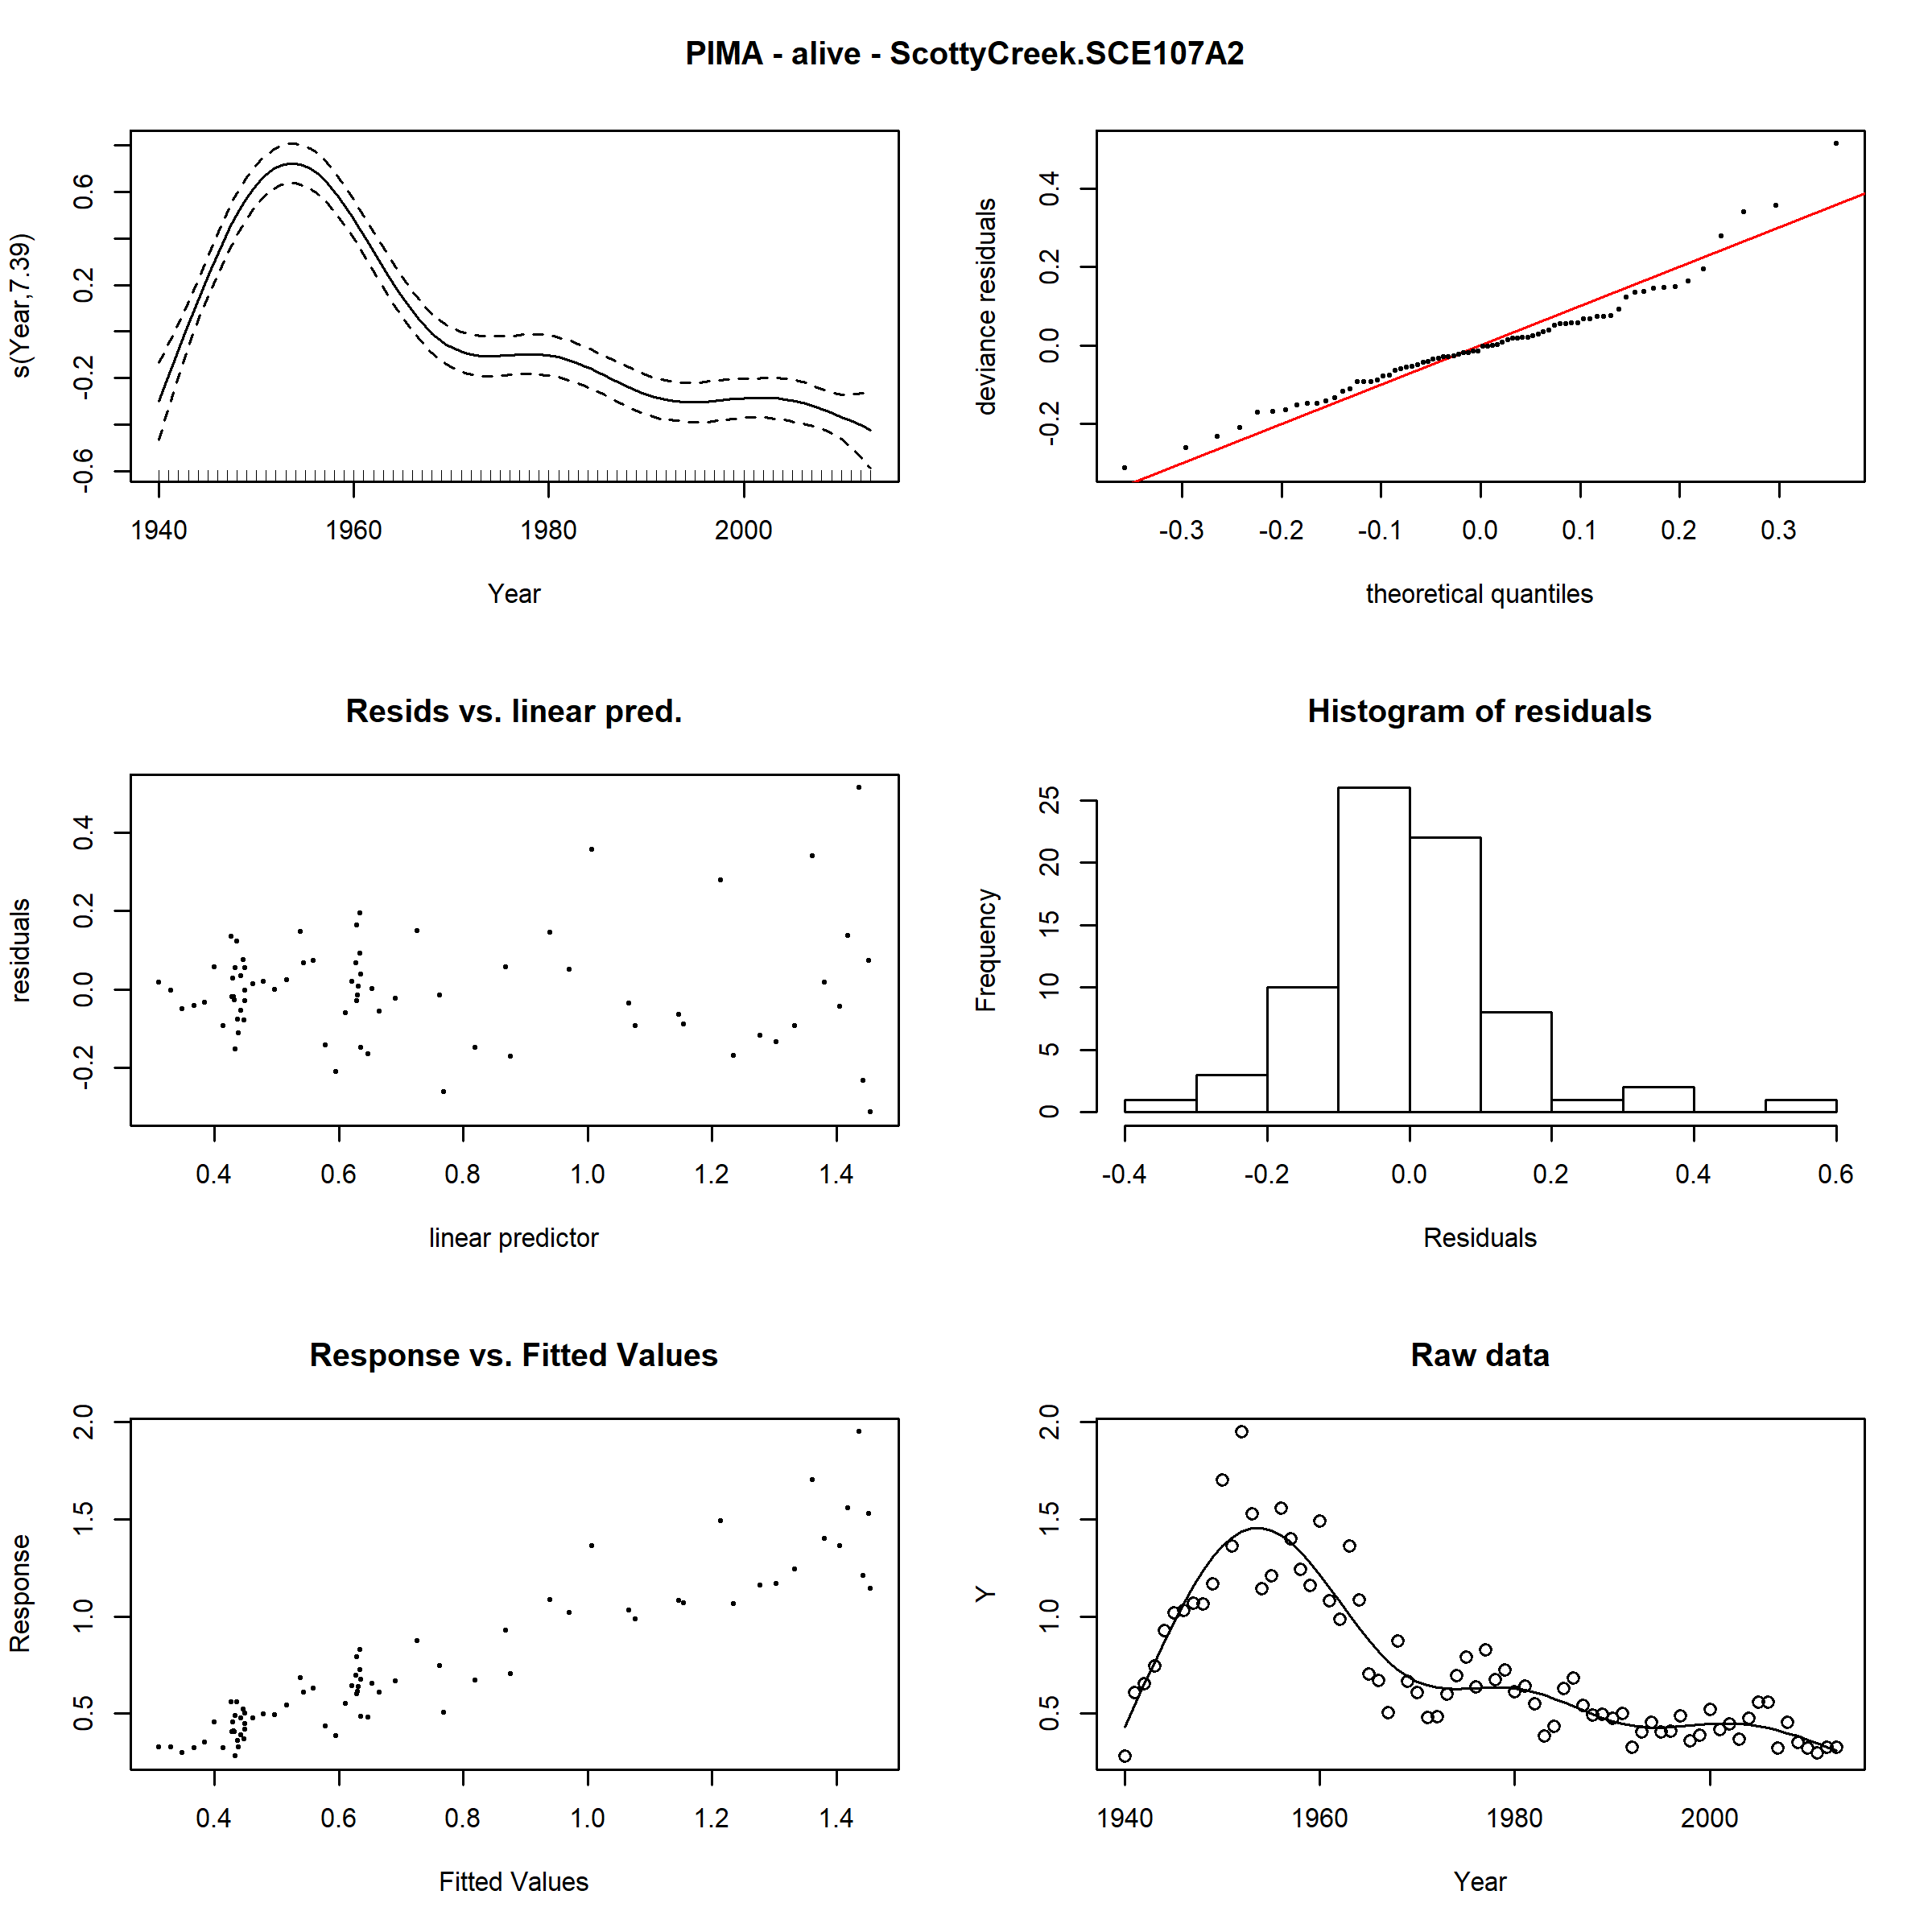 PIMA - alive - ScottyCreek.SCE107A2
s(Year,7.39)
-0.6 -0.2 0.2 0.6
1940 1960 1980 2000
Year
deviance residuals
-0.2 0.0 0.2 0.4
-0.3 -0.2 -0.1 0.0 0.1 0.2 0.3
theoretical quantiles
Resids vs. linear pred.
residuals
-0.2 0.0 0.2 0.4
0.4 0.6 0.8 1.0 1.2 1.4
linear predictor
Histogram of residuals
Frequency
0 5 10 15 20 25
-0.4 -0.2 0.0 0.2 0.4 0.6
Residuals
Response vs. Fitted Values
Response
0.5 1.0 1.5 2.0
0.4 0.6 0.8 1.0 1.2 1.4
Fitted Values
Raw data
Y
0.5 1.0 1.5 2.0
1940 1960 1980 2000
Year